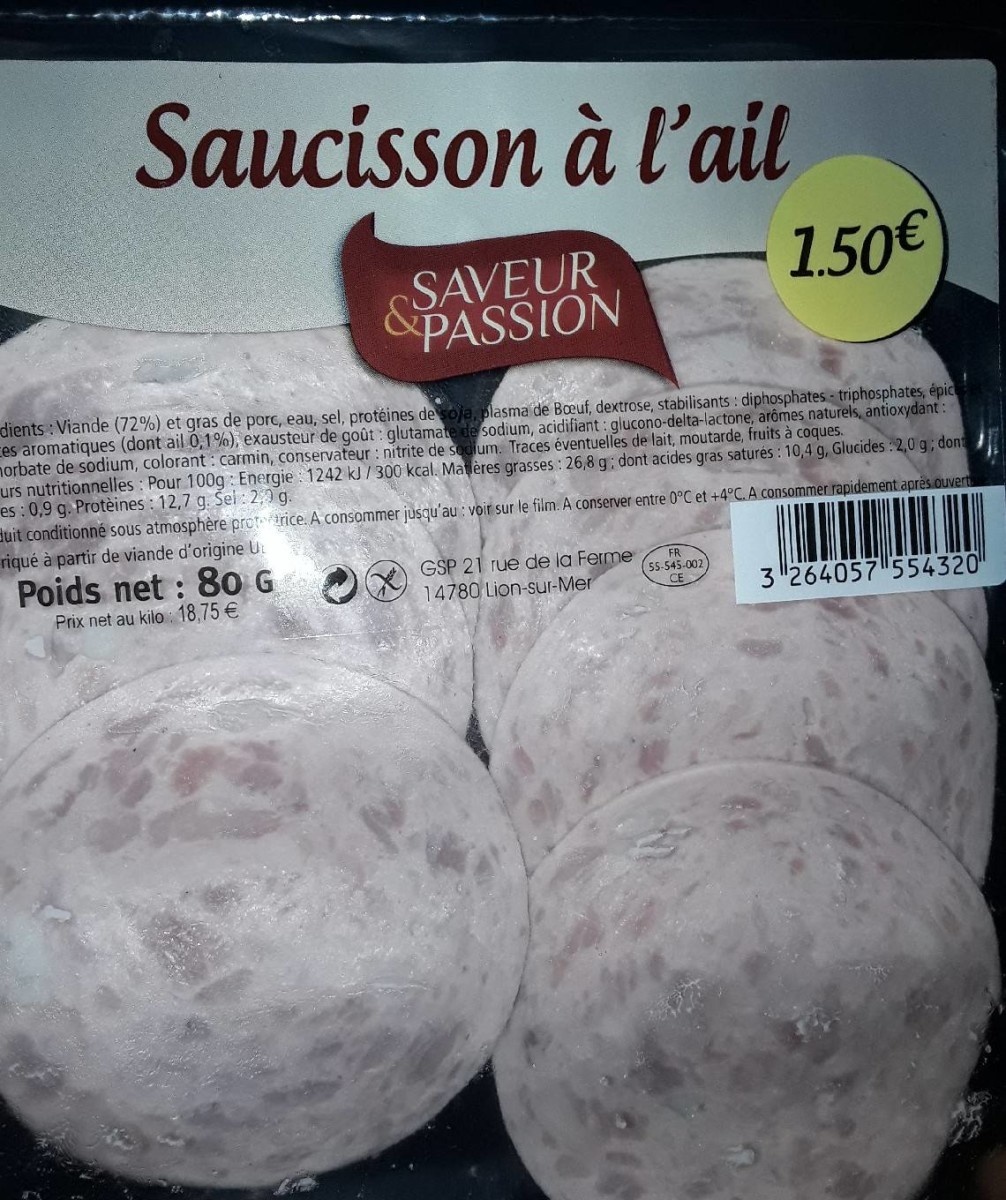 Saucisson à l'ail
1.50€
SAVEUR
&PASSION
dients : Viande (72%) et gras de porc, eau, sel, protéines de soja, plasma de Bœuf, dextrose, stabilisants : diphosphates - triphosphates, épic
es aromatiques (dont ail 0,1%), exausteur de goût : glutamate de sodium, acidifiant : glucono-delta-lactone, arômes naturels, antioxydant :
orbate de sodium, colorant : carmin, conservateur : nitrite de sodium. Traces éventuelles de lait, moutarde, fruits à coques.
urs nutritionnelles : Pour 100g : Energie : 1242 kJ / 300 kcal. Matières grasses : 26,8 g ; dont acides gras saturés : 10,4 g, Glucides : 2,0 g ; dont
es : 0,9 g. Protéines : 12,7 g. Sel : 2,9 g.
duit conditionné sous atmosphère protectrice. A consommer jusqu'au : voir sur le film. A conserver entre 0°C et +4°C. A consommer rapidement après ouvert
riqué à partir de viande d'origine U
Poids net : 80 G
Prix net au kilo : 18,75 €
GSP 21 rue de la Ferme
14780 Lion-sur-Mer
FR
55-545-002
CE
3 264057 554320